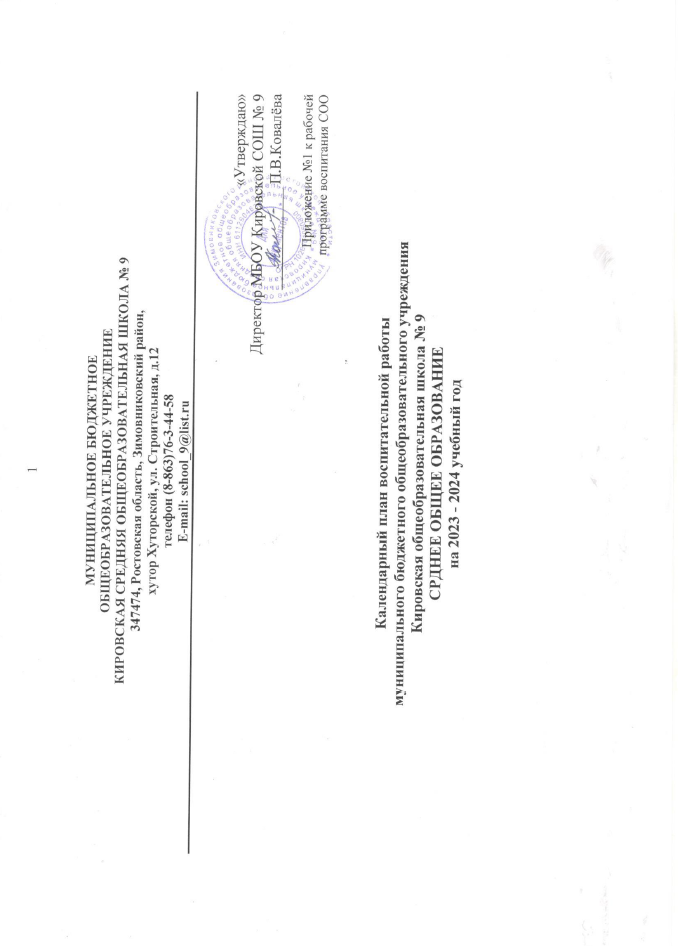 1
МУНИЦИПАЛЬНОЕ БЮДЖЕТНОЕ
ОБЩЕОБРАЗОВАТЕЛЬНОЕ УЧРЕЖДЕНИЕ
КИРОВСКАЯ СРЕДНЯЯ ОБЩЕОБРАЗОВАТЕЛЬНАЯ ШКОЛА № 9
347474, Ростовская область, Зимовниковский район,
хутор Хуторской, ул. Строительная, д.12
телефон (8-863)76-3-44-58
E-mail: school_9@list.ru
«Утверждаю»
Директор МБОУ Кировской СОШ № 9
П.В.Ковалёва
Приложение №1 к рабочей
программе воспитания СОО
Календарный план воспитательной работы
муниципального бюджетного общеобразовательного учреждения
Кировская общеобразовательная школа № 9
СРДНЕЕ ОБЩЕЕ ОБРАЗОВАНИЕ
на 2023 - 2024 учебный год